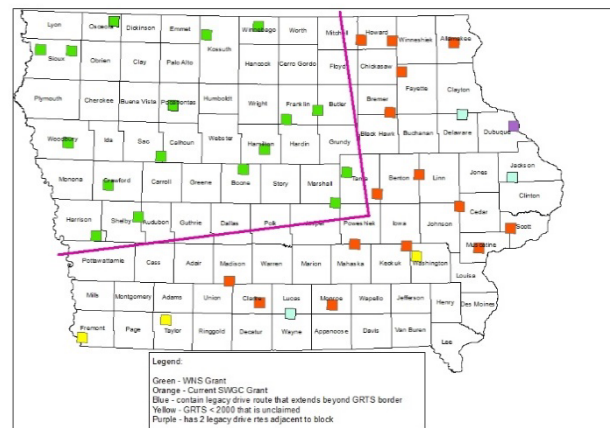 Lyon Osceola Dickinson Emmet Winnebago Worth Mitchell Howard Winneshiek Allamakee
Kossuth
Sioux Obrien Clay Palo Alto Hancock Cerro Gordo Floyd Chickasaw
Fayette Clayton
Plymouth Cherokee Buena Vista Pocahontas Humboldt Wright Franklin Butler Bremer
Woodbury Ida Sac Calhoun Webster Hamilton Hardin Grundy Black Hawk Buchanan Delaware Dubuque
Monona Crawford Carroll Greene Boone Story Marshall Tama Benton Linn Jones Jackson
Clinton
Harrison Shelby Audubon Guthrie Dallas Polk Jasper Poweshiek Iowa Johnson Cedar
Scott
Muscatine
Pottawattamie Cass Adair Madison Warren Marion Mahaska Keokuk Washington
Louisa
Mills Montgomery Adams Union Clarke Lucas Monroe Wapello Jefferson Henry Des Moines
Fremont Page Taylor Ringgold Decatur Wayne Appanoose Davis Van Buren
Lee
Legend:
Green - WNS Grant
Orange - Current SWGC Grant
Blue - contain legacy drive route that extends beyond GRTS border
Yellow - GRTS < 2000 that is unclaimed
Purple - has 2 legacy drive rtes adjacent to block